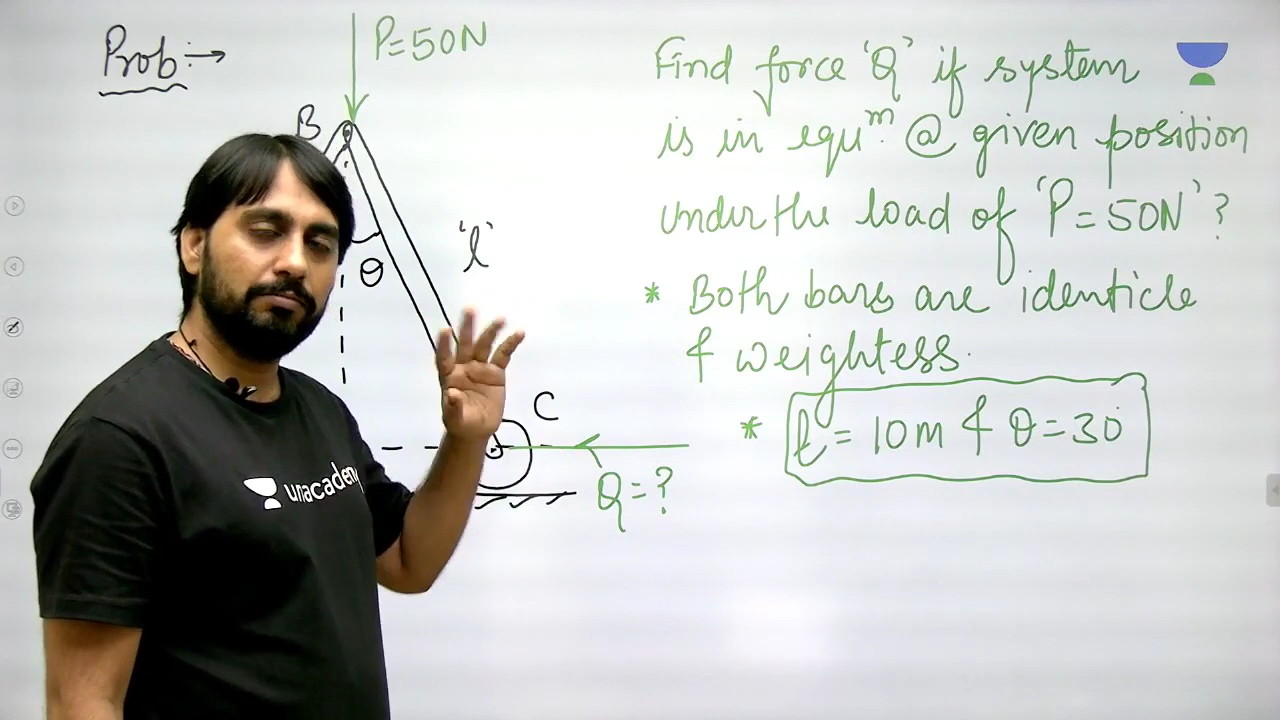 Prob:→
P=50N
B
θ
'l'
C
Q=?
Find force 'Q' if system
is in equm. @ given position
under the load of 'P=50N'?
* Both bars are identicle
& weightess.
* l = 10m & θ=30°
unacademy